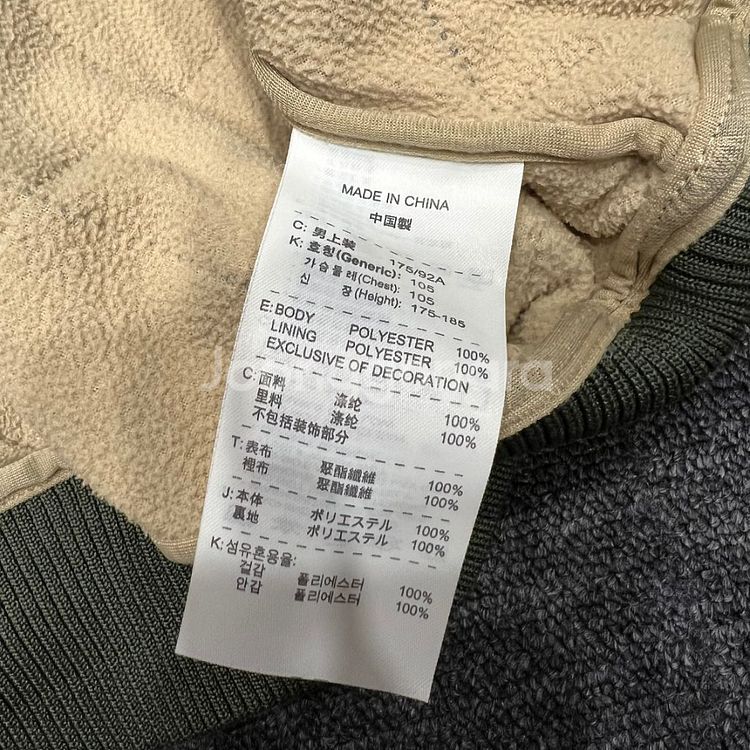 MADE IN CHINA
中国製
C: 男上装 175/92A
K: 호칭(Generic): 105
가슴둘레(Chest): 105
신 장(Height): 175-185
E: BODY POLYESTER 100%
LINING POLYESTER 100%
EXCLUSIVE OF DECORATION
C: 面料 涤纶 100%
里料 涤纶 100%
不包括装饰部分
T: 表布 聚酯纖維 100%
裡布 聚酯纖維 100%
J: 本体 ポリエステル 100%
裏地 ポリエステル 100%
K: 섬유혼용율:
겉감 폴리에스터 100%
안감 폴리에스터 100%